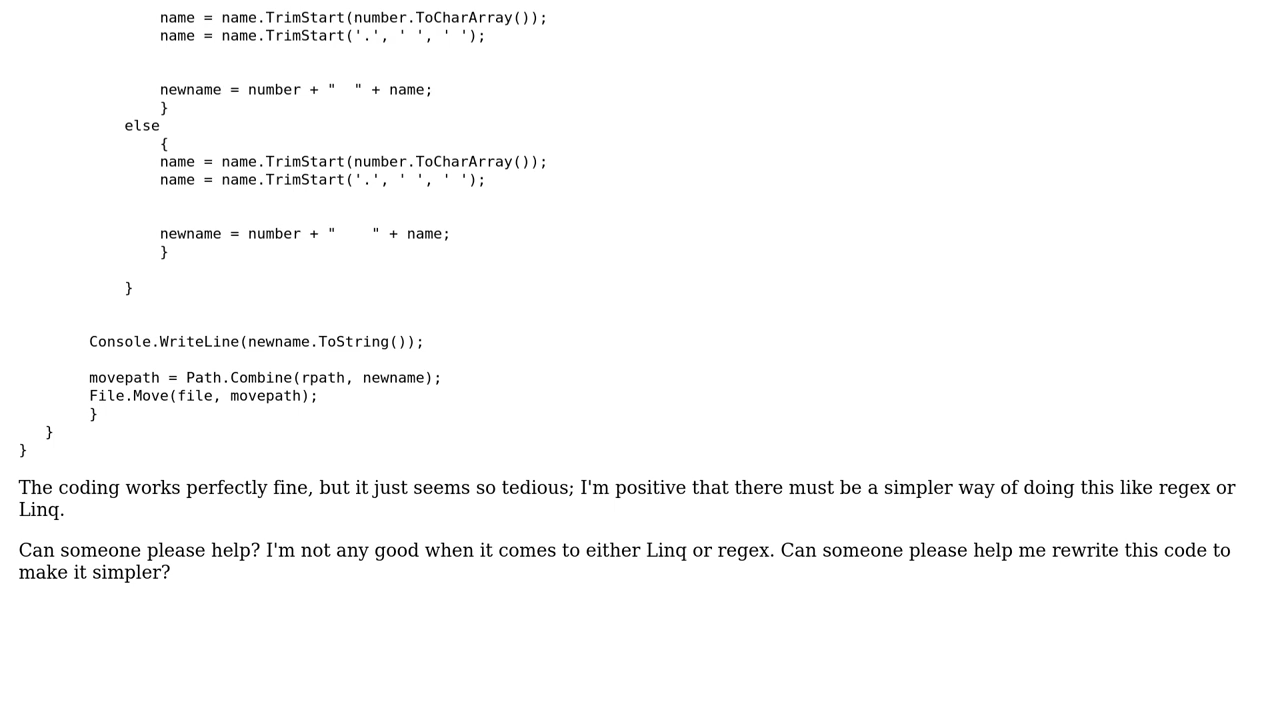 name = name.TrimStart(number.ToCharArray());
name = name.TrimStart('.', ' ', ' ');
newname = number + "  " + name;
}
else
{
name = name.TrimStart(number.ToCharArray());
name = name.TrimStart('.', ' ', ' ');
newname = number + "    " + name;
}
}
Console.WriteLine(newname.ToString());
movepath = Path.Combine(rpath, newname);
File.Move(file, movepath);
}
}
}
The coding works perfectly fine, but it just seems so tedious; I'm positive that there must be a simpler way of doing this like regex or
Linq.
Can someone please help? I'm not any good when it comes to either Linq or regex. Can someone please help me rewrite this code to
make it simpler?